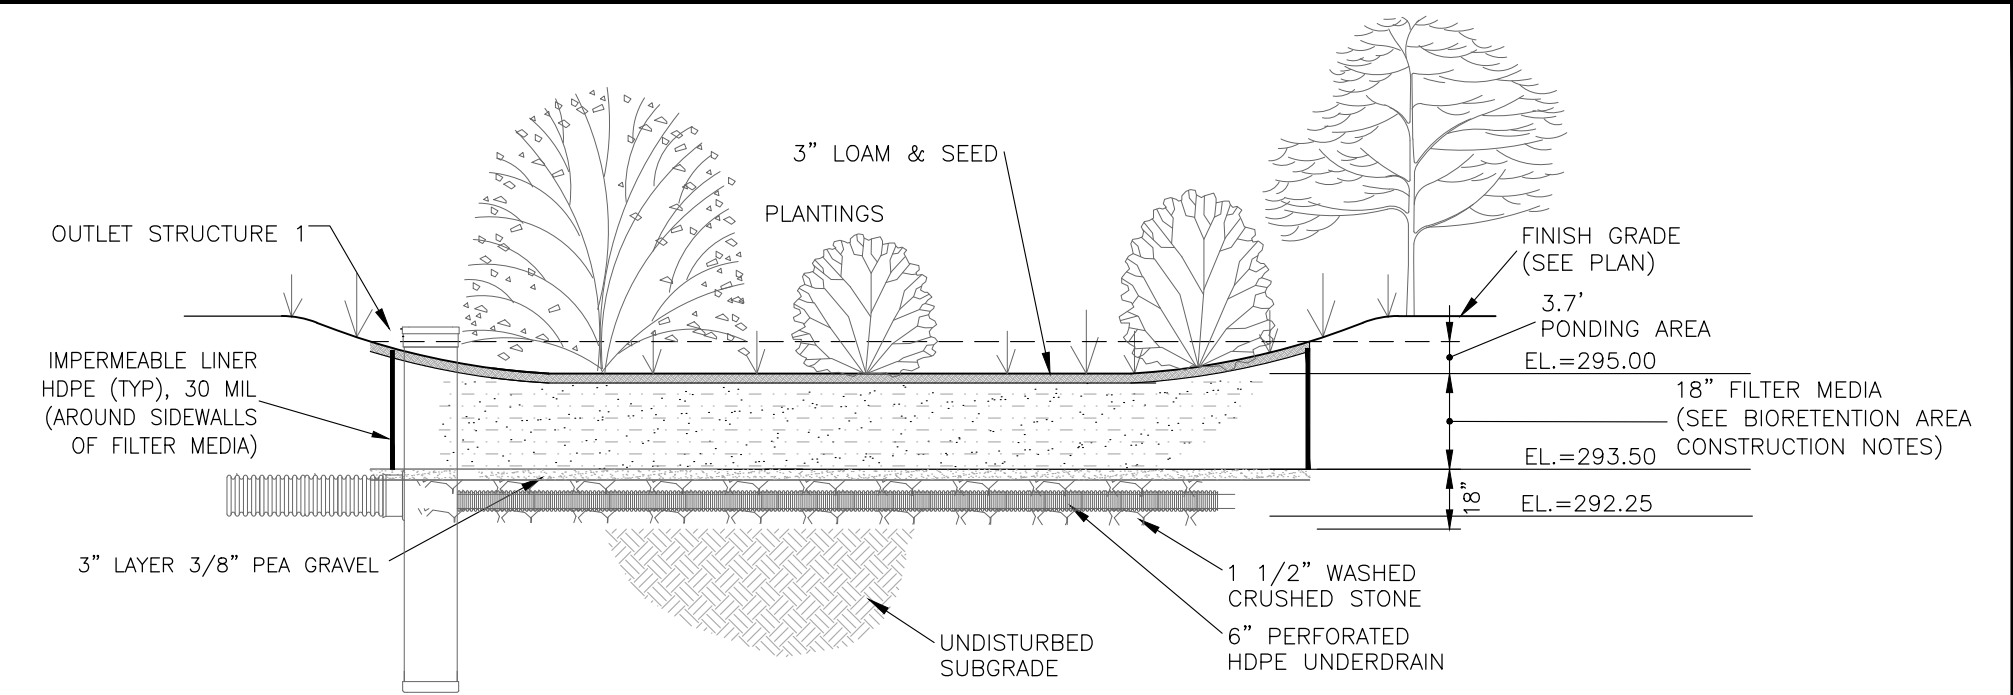 3” LOAM & SEED
PLANTINGS
OUTLET STRUCTURE 1
FINISH GRADE
(SEE PLAN)
3.7’
PONDING AREA
EL.=295.00
IMPERMEABLE LINER
HDPE (TYP), 30 MIL
(AROUND SIDEWALLS
OF FILTER MEDIA)
18” FILTER MEDIA
(SEE BIORETENTION AREA
CONSTRUCTION NOTES)
EL.=293.50
18”
EL.=292.25
3” LAYER 3/8” PEA GRAVEL
1 1/2” WASHED
CRUSHED STONE
6” PERFORATED
HDPE UNDERDRAIN
UNDISTURBED
SUBGRADE